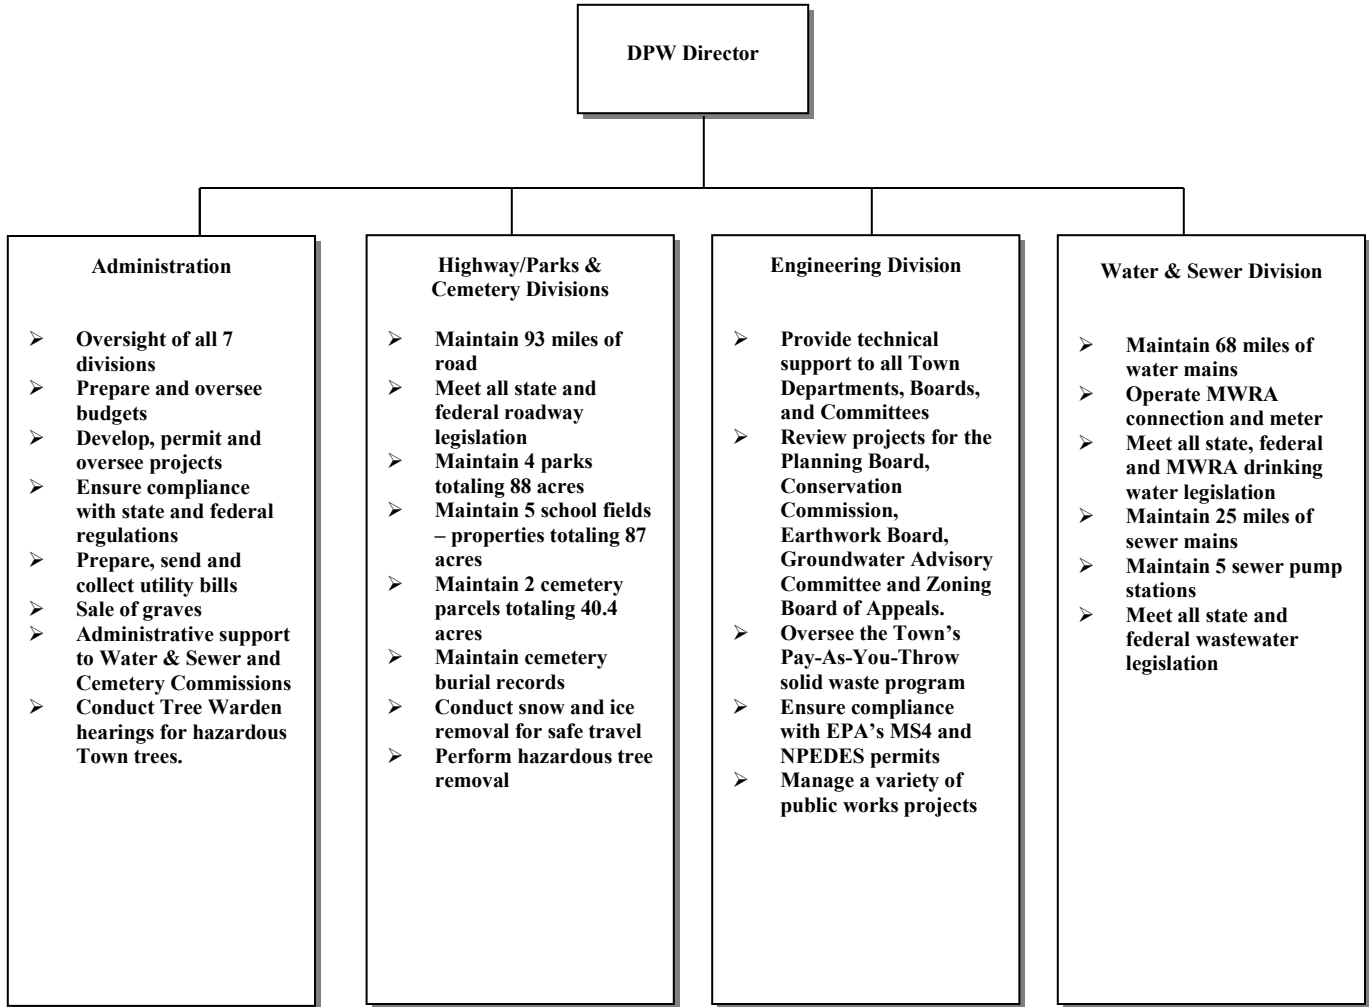 DPW Director
Administration
➢ Oversight of all 7
divisions
➢ Prepare and oversee
budgets
➢ Develop, permit and
oversee projects
➢ Ensure compliance
with state and federal
regulations
➢ Prepare, send and
collect utility bills
➢ Sale of graves
➢ Administrative support
to Water & Sewer and
Cemetery Commissions
➢ Conduct Tree Warden
hearings for hazardous
Town trees.
Highway/Parks &
Cemetery Divisions
➢ Maintain 93 miles of
road
➢ Meet all state and
federal roadway
legislation
➢ Maintain 4 parks
totaling 88 acres
➢ Maintain 5 school fields
– properties totaling 87
acres
➢ Maintain 2 cemetery
parcels totaling 40.4
acres
➢ Maintain cemetery
burial records
➢ Conduct snow and ice
removal for safe travel
➢ Perform hazardous tree
removal
Engineering Division
➢ Provide technical
support to all Town
Departments, Boards,
and Committees
➢ Review projects for the
Planning Board,
Conservation
Commission,
Earthwork Board,
Groundwater Advisory
Committee and Zoning
Board of Appeals.
➢ Oversee the Town’s
Pay-As-You-Throw
solid waste program
➢ Ensure compliance
with EPA’s MS4 and
NPEDES permits
➢ Manage a variety of
public works projects
Water & Sewer Division
➢ Maintain 68 miles of
water mains
➢ Operate MWRA
connection and meter
➢ Meet all state, federal
and MWRA drinking
water legislation
➢ Maintain 25 miles of
sewer mains
➢ Maintain 5 sewer pump
stations
➢ Meet all state and
federal wastewater
legislation